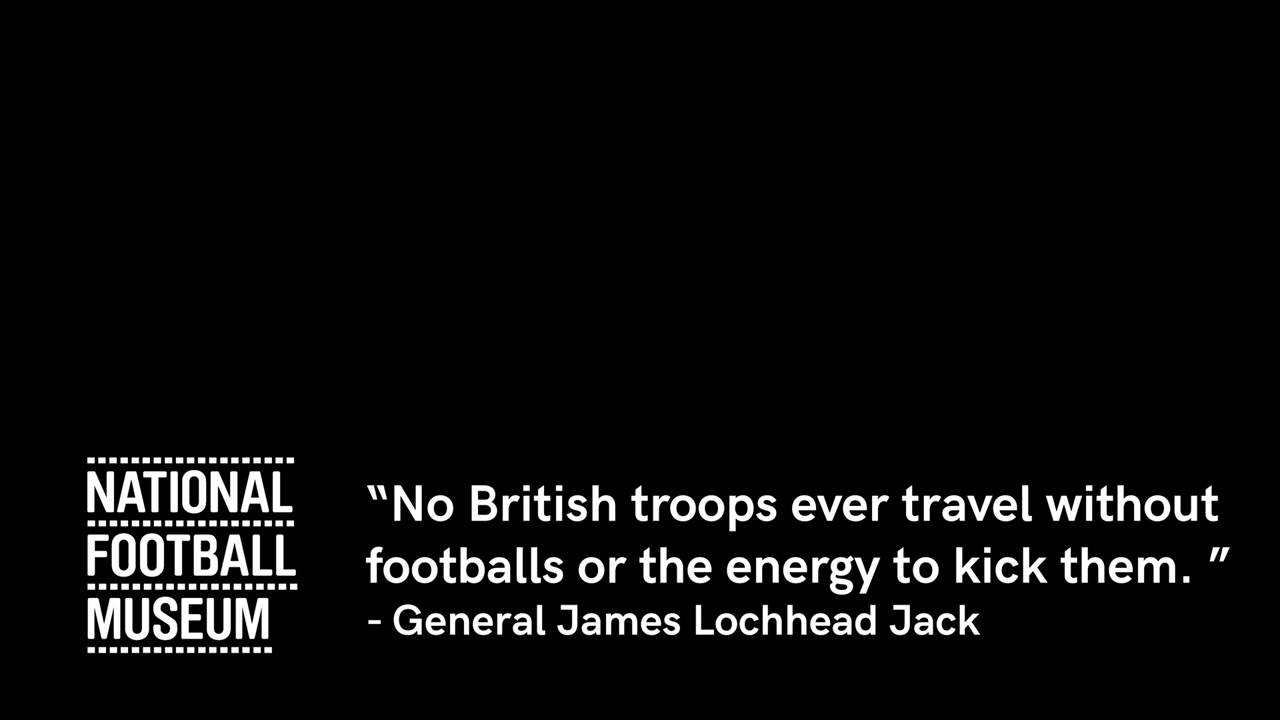 NATIONAL
FOOTBALL
MUSEUM
“No British troops ever travel without
footballs or the energy to kick them. ”
- General James Lochhead Jack